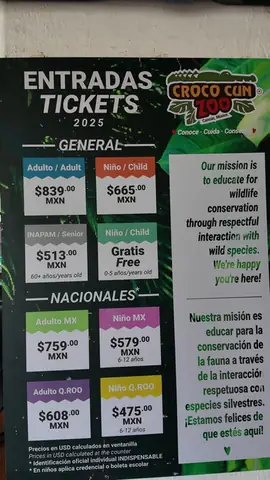 ENTRADAS
TICKETS
2025
CROCO CUN
ZOO
Cancún, México
Conoce · Cuida · Conserva
GENERAL
Adulto / Adult
$839.00
MXN
Niño / Child
$665.00
MXN
INAPAM / Senior
$513.00
MXN
60+ años/years old
Niño / Child
Gratis
Free
0-5 años/years old
NACIONALES*
Adulto MX
$759.00
MXN
Niño MX
$579.00
MXN
6-12 años
Adulto Q.ROO
$608.00
MXN
Niño Q.ROO
$475.00
MXN
6-12 años
Precios en USD calculados en ventanilla
Prices in USD calculated at the counter
* Identificación oficial individual INDISPENSABLE
* En niños aplica credencial o boleta escolar
Our mission is
to educate for
wildlife
conservation
through respectful
interaction with
wild species.
We're happy
you're here!
Nuestra misión es
educar para la
conservación de
la fauna a través
de la interacción
respetuosa con
especies silvestres.
¡Estamos felices de
que estés aquí!